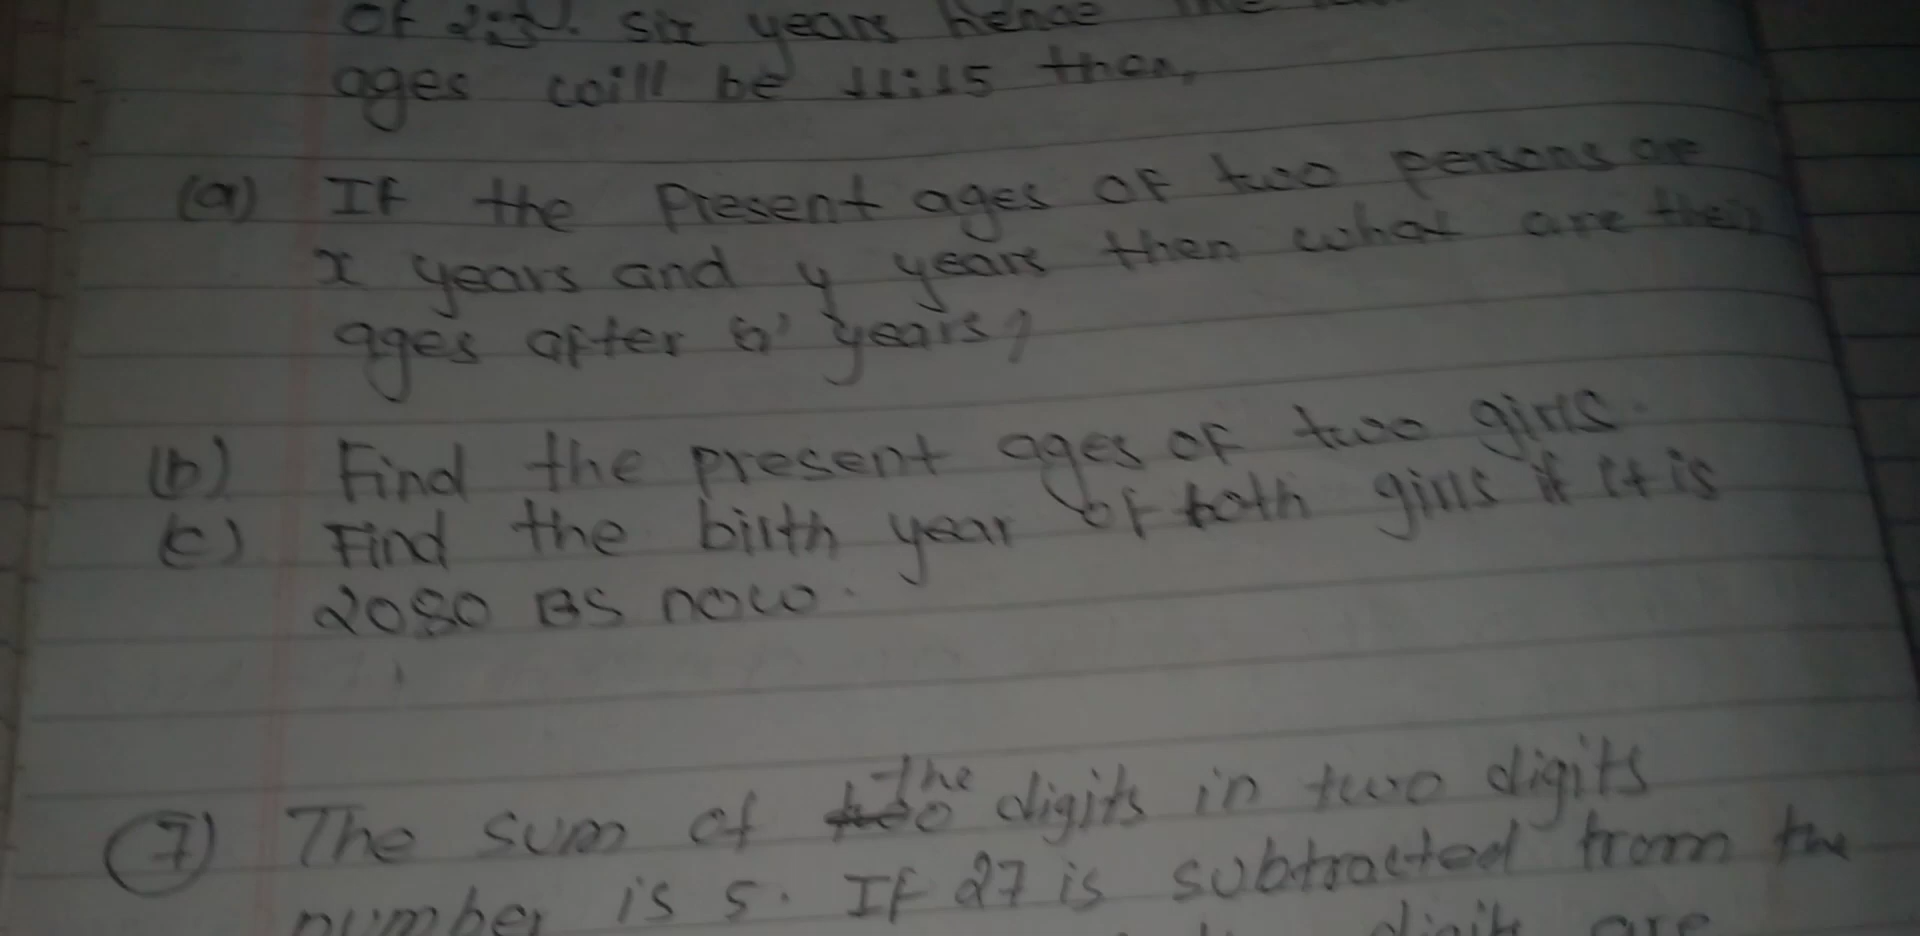 of six years hence the
ages will be 11:15 then,
(a) If the Present ages of two persons are
x years and y years then what are their
ages after years?
(b) Find the present ages of two girls.
(c) Find the birth year of both girls if it is
2080 BS now.
7) The sum of the digits in two digits
number is 5. If 27 is subtracted from the
digits are